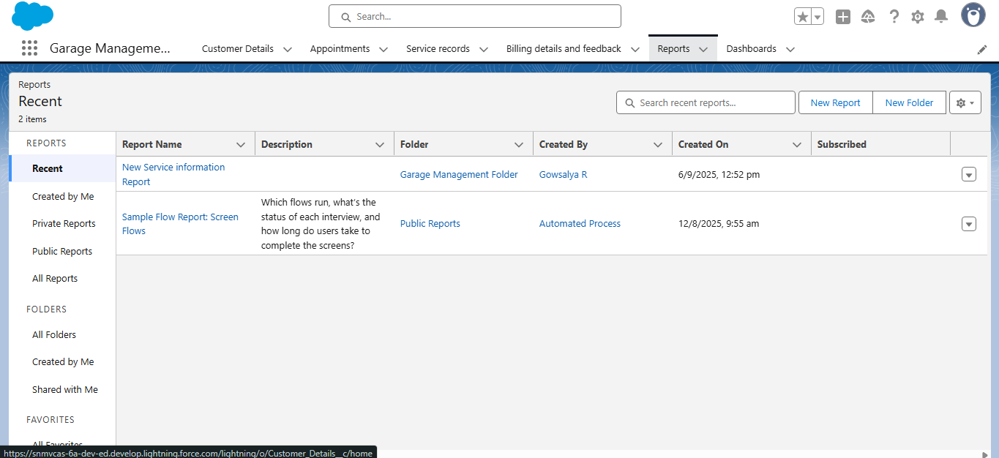 Search...
Garage Manageme...
Customer Details
Appointments
Service records
Billing details and feedback
Reports
Dashboards
Reports
Recent
2 items
Search recent reports...
New Report
New Folder
REPORTS
Recent
Created by Me
Private Reports
Public Reports
All Reports
FOLDERS
All Folders
Created by Me
Shared with Me
FAVORITES
All Favorites
Report Name
Description
Folder
Created By
Created On
Subscribed
New Service information
Report
Garage Management Folder
Gowsalya R
6/9/2025, 12:52 pm
Sample Flow Report: Screen
Flows
Which flows run, what's the
status of each interview, and
how long do users take to
complete the screens?
Public Reports
Automated Process
12/8/2025, 9:55 am
https://snmvcas-6a-dev-ed.develop.lightning.force.com/lightning/o/Customer_Details__c/home